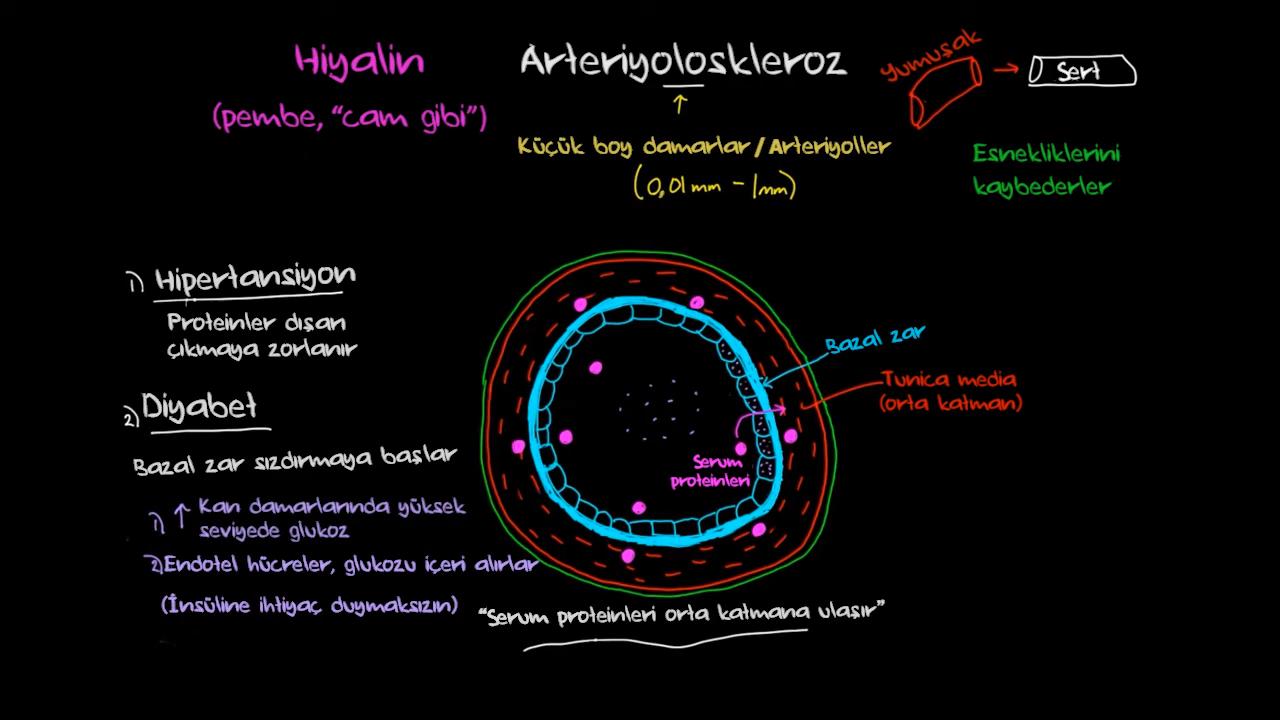 Hiyalin
(pembe, "cam gibi")
Arteriyoloskleroz
Küçük boy damarlar / Arteriyoller
(0,01mm - 1mm)
Yumuşak
Sert
Esnekliklerini
kaybederler
1) Hipertansiyon
Proteinler dışarı
çıkmaya zorlanır
2) Diyabet
Bazal zar sızdırmaya başlar
1) ↑ Kan damarlarında yüksek
seviyede glukoz
2) Endotel hücreler, glukozu içeri alırlar
(İnsüline ihtiyaç duymaksızın)
Bazal zar
Tunica media
(orta katman)
Serum
proteinleri
"Serum proteinleri orta katmana ulaşır"